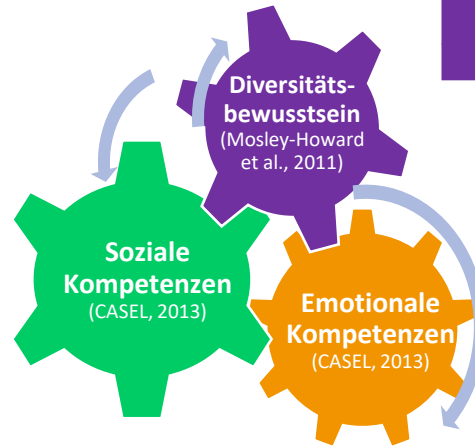 Diversitäts-
bewusstsein
(Mosley-Howard
et al., 2011)
Soziale
Kompetenzen
(CASEL, 2013)
Emotionale
Kompetenzen
(CASEL, 2013)